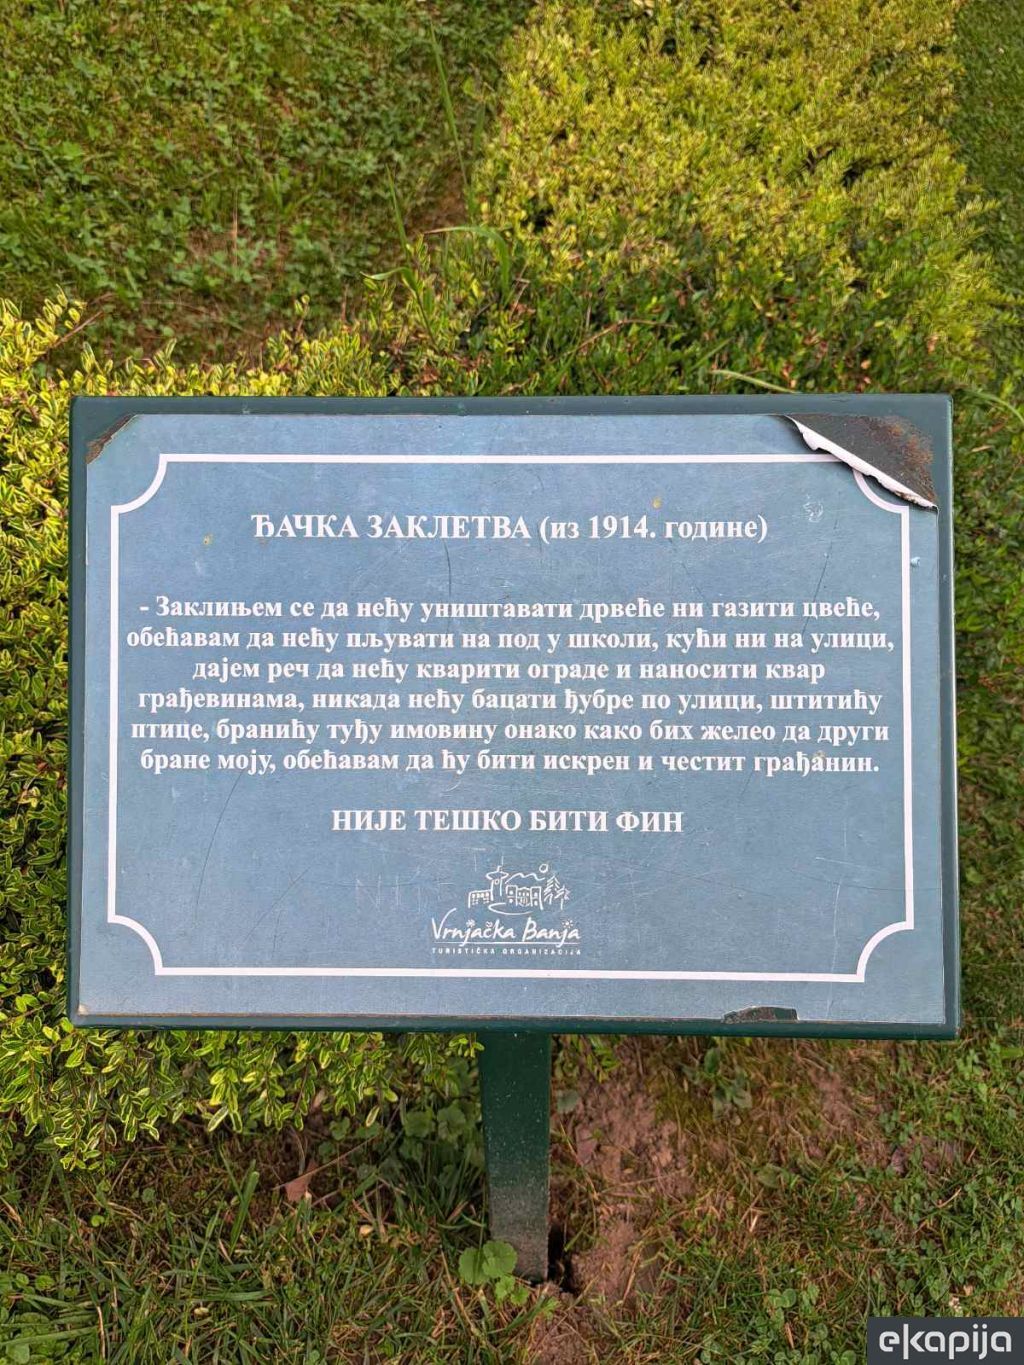 ЂАЧКА ЗАКЛЕТВА (из 1914. године)
- Заклињем се да нећу уништавати дрвеће ни газити цвеће,
обећавам да нећу пљувати на под у школи, кући ни на улици,
дајем реч да нећу кварити ограде и наносити квар
грађевинама, никада нећу бацати ђубре по улици, штитићу
птице, бранићу туђу имовину онако како бих желео да други
бране моју, обећавам да ћу бити искрен и честит грађанин.
НИЈЕ ТЕШКО БИТИ ФИН
Vrnjačka Banja
TURISTIČKA ORGANIZACIJA
eKapija